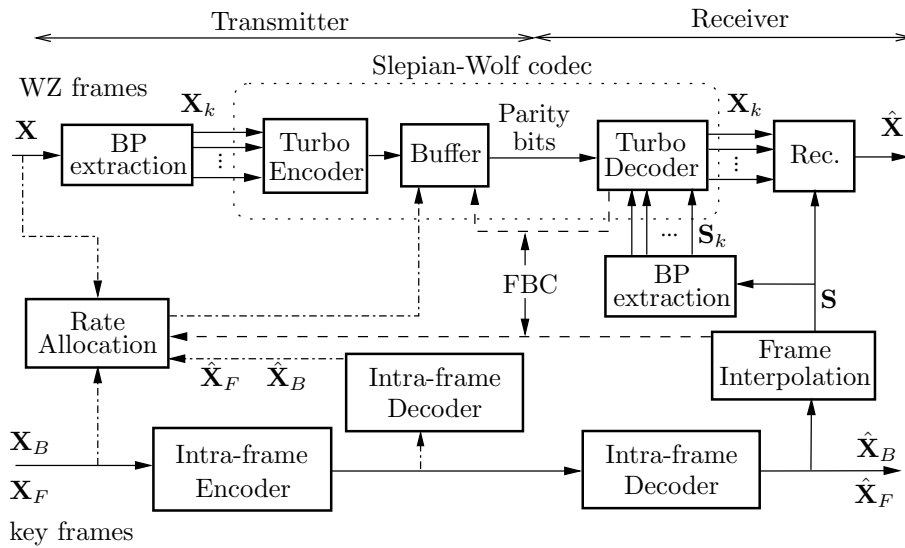 Transmitter
Receiver
Slepian-Wolf codec
WZ frames
X
BP
extraction
X_k
...
Turbo
Encoder
Buffer
Parity
bits
Turbo
Decoder
X_k
...
Rec.
X̂
...
S_k
BP
extraction
FBC
S
Rate
Allocation
X̂_F
X̂_B
Intra-frame
Decoder
Frame
Interpolation
X_B
X_F
Intra-frame
Encoder
Intra-frame
Decoder
X̂_B
X̂_F
key frames